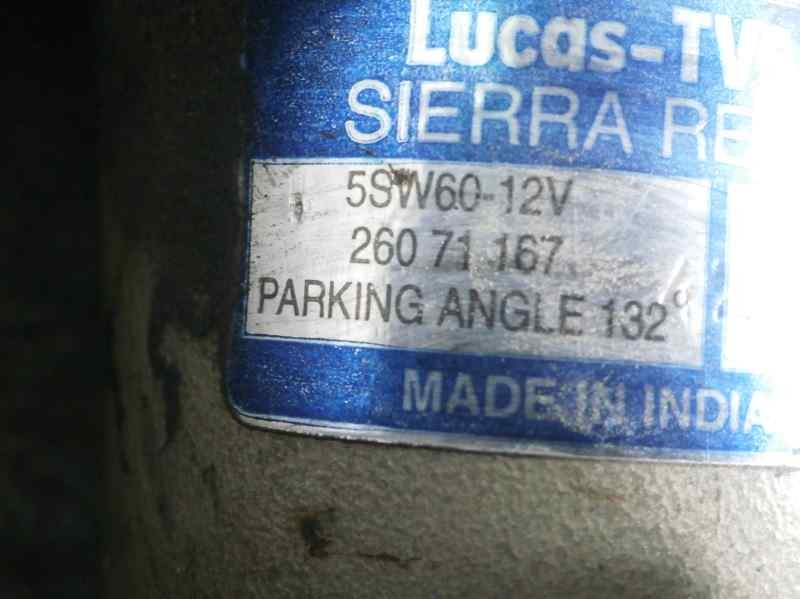 Lucas-TV
SIERRA RE
5SW60-12V
260 71 167
PARKING ANGLE 132°
MADE IN INDIA